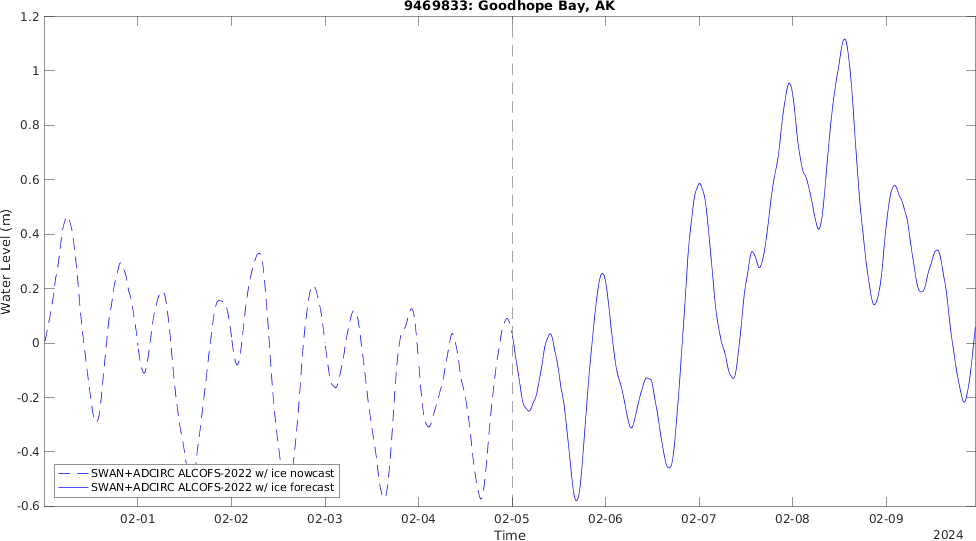 9469833: Goodhope Bay, AK
1.2
1
0.8
0.6
0.4
0.2
0
-0.2
-0.4
-0.6
Water Level (m)
SWAN+ADCIRC ALCOFS-2022 w/ ice nowcast
SWAN+ADCIRC ALCOFS-2022 w/ ice forecast
02-01 02-02 02-03 02-04 02-05 02-06 02-07 02-08 02-09
Time
2024